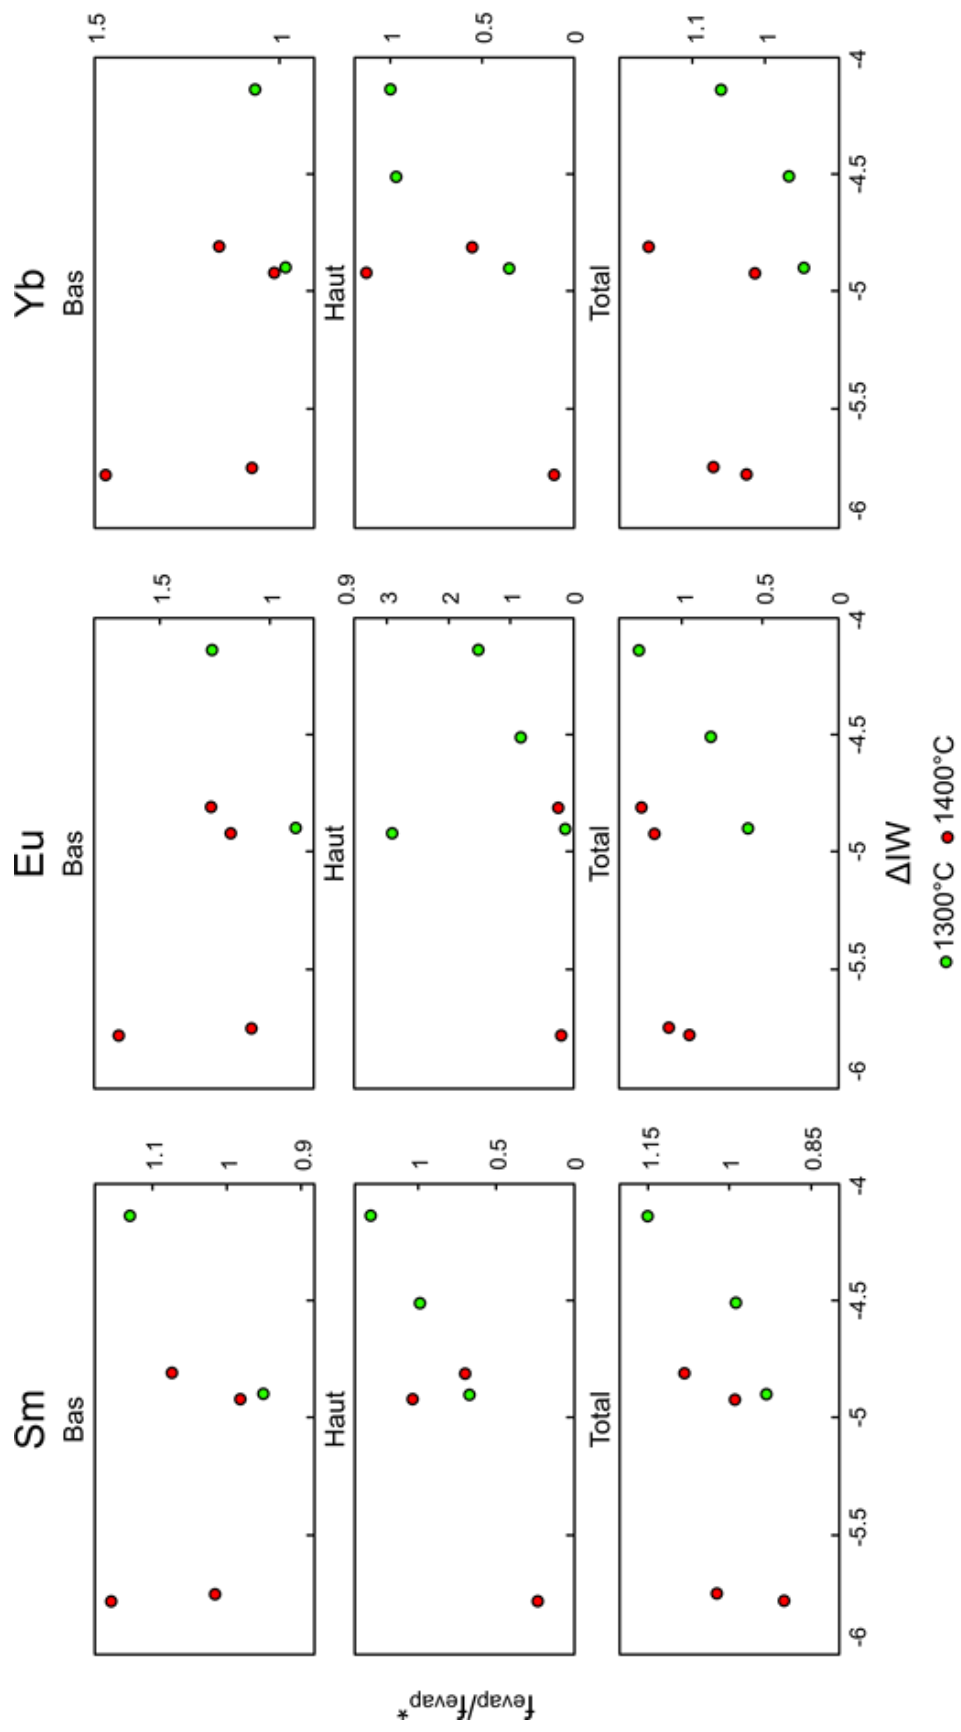 Sm Eu Yb
Bas Bas Bas
1.5
1.1 1.5
1 1 1
0.9
0.9
Haut Haut Haut
3
1 2 1
0.5 1 0.5
0 0 0
Total Total Total
1.15 1 1.1
1 0.5 1
0.85 0
-6 -5.5 -5 -4.5 -4 -6 -5.5 -5 -4.5 -4 -6 -5.5 -5 -4.5 -4
ΔIW
1300°C 1400°C
fevap/fevap*